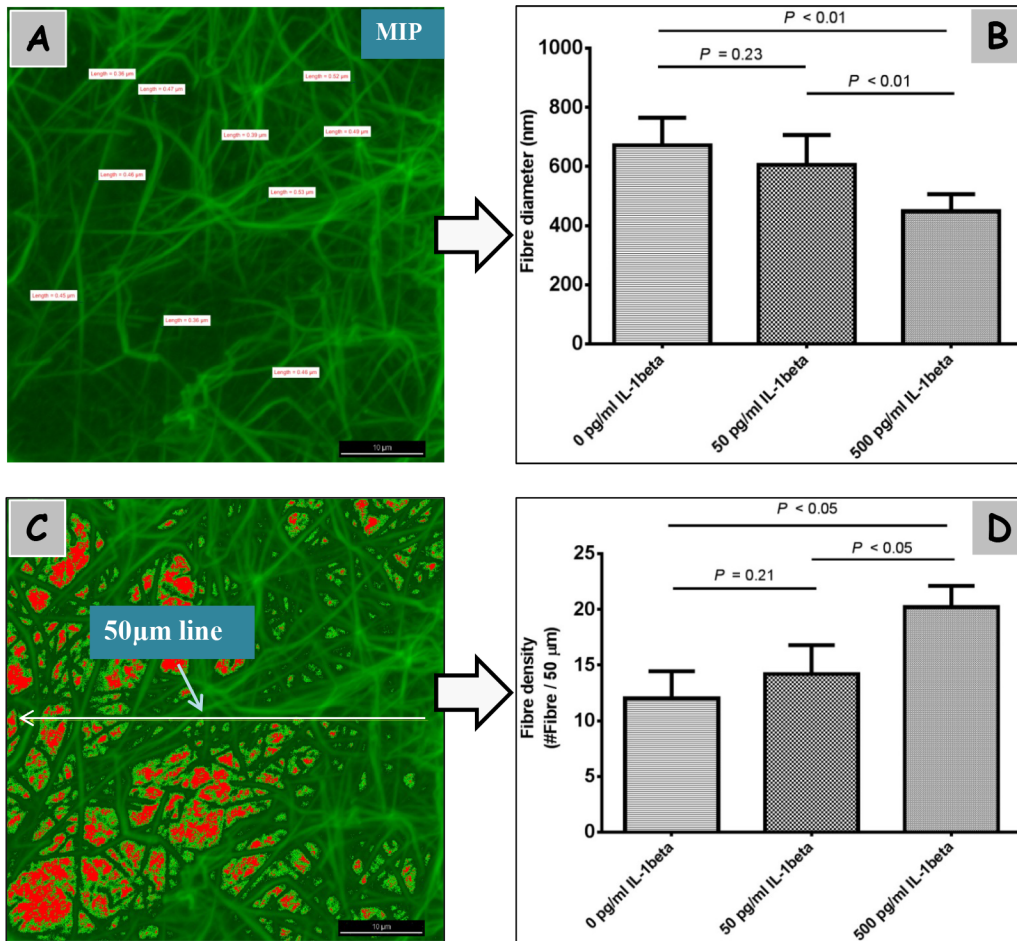 A
MIP
Length = 0.36 µm
Length = 0.47 µm
Length = 0.52 µm
Length = 0.39 µm
Length = 0.49 µm
Length = 0.46 µm
Length = 0.53 µm
Length = 0.45 µm
Length = 0.38 µm
Length = 0.48 µm
10 µm
B
P < 0.01
P = 0.23
P < 0.01
1000
800
600
400
200
0
Fibre diameter (nm)
0 pg/ml IL-1beta
50 pg/ml IL-1beta
500 pg/ml IL-1beta
C
50µm line
10 µm
D
P < 0.05
P < 0.05
P = 0.21
25
20
15
10
5
0
Fibre density
(#Fibre / 50 µm)
0 pg/ml IL-1beta
50 pg/ml IL-1beta
500 pg/ml IL-1beta